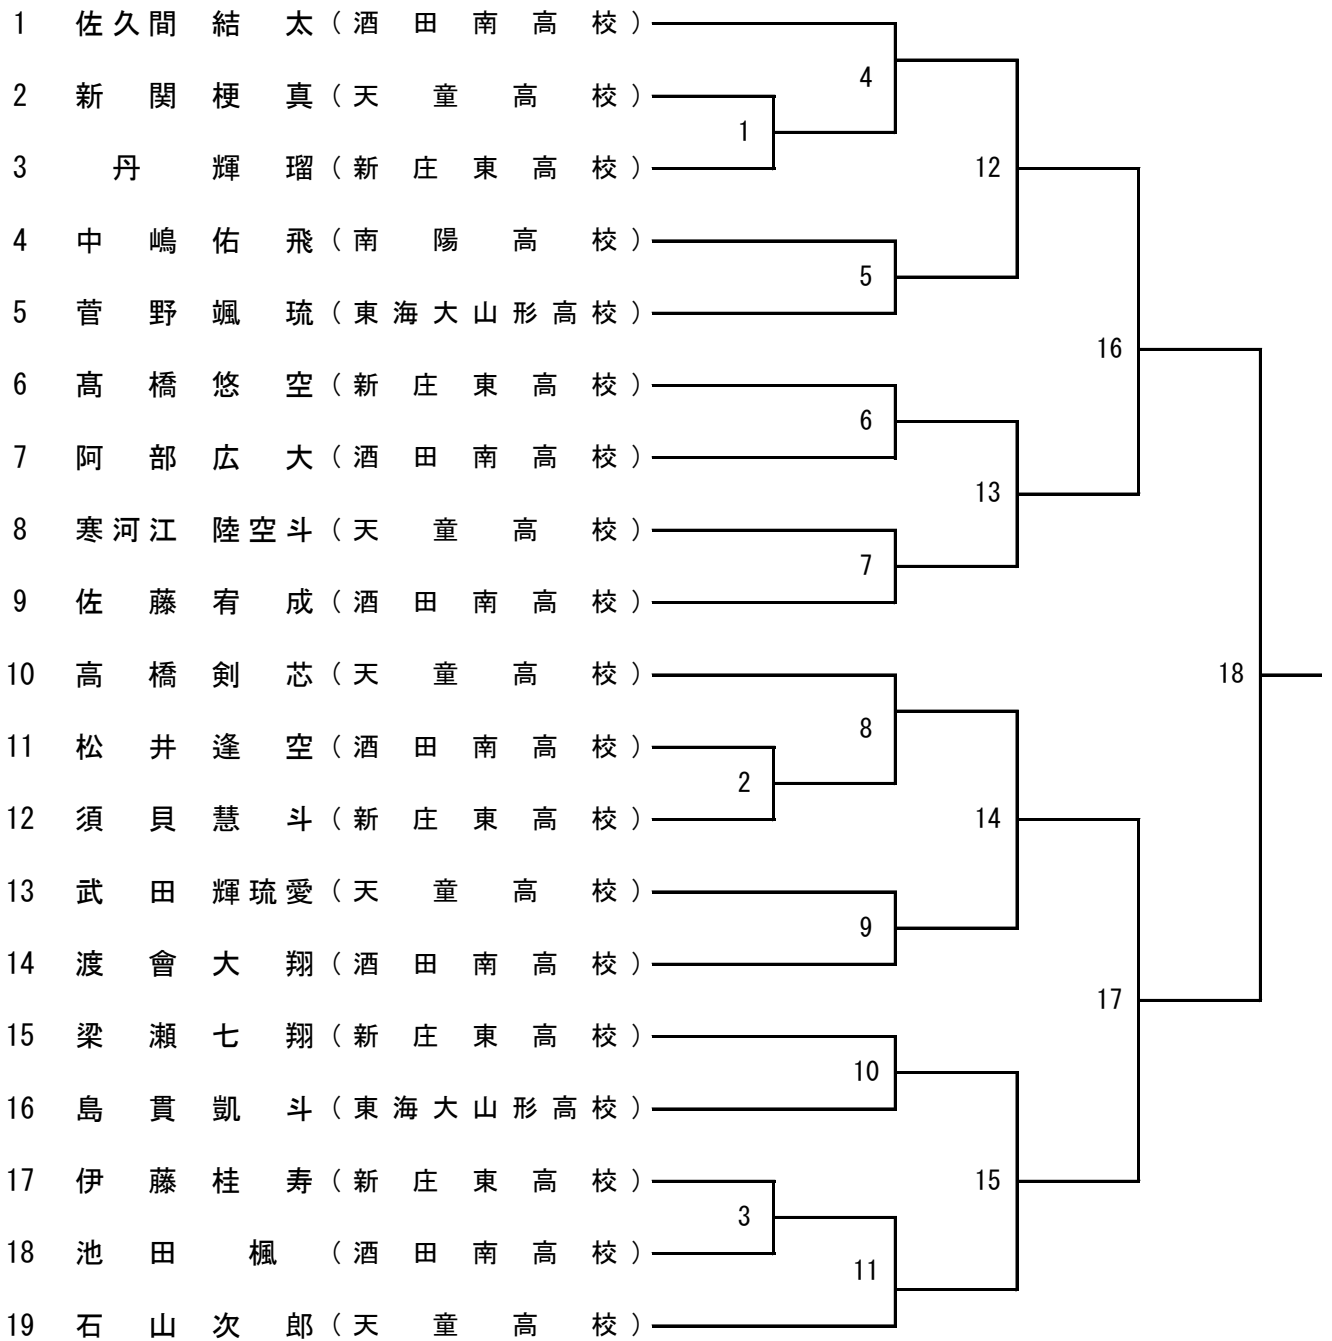 1 佐久間 結太 (酒田南高校)
4
2 新関梗真 (天童高校)
1
3 丹 輝瑠 (新庄東高校)
12
4 中嶋佑飛 (南陽高校)
5
5 菅野颯琉 (東海大山形高校)
16
6 髙橋悠空 (新庄東高校)
6
7 阿部広大 (酒田南高校)
13
8 寒河江 陸空斗 (天童高校)
7
9 佐藤宥成 (酒田南高校)
10 高橋剣芯 (天童高校)
18
8
11 松井逢空 (酒田南高校)
2
12 須貝慧斗 (新庄東高校)
14
13 武田 輝琉愛 (天童高校)
9
14 渡會大翔 (酒田南高校)
17
15 梁瀬七翔 (新庄東高校)
10
16 島貫凱斗 (東海大山形高校)
17 伊藤桂寿 (新庄東高校)
15
3
18 池田 楓 (酒田南高校)
11
19 石山次郎 (天童高校)